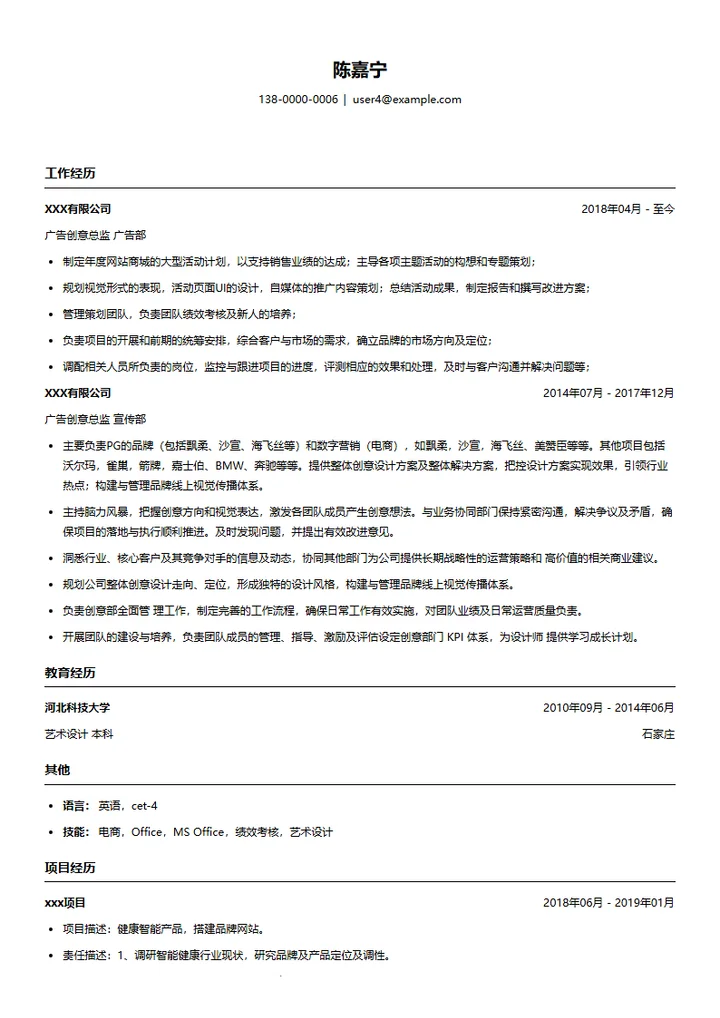 陈嘉宁
138-0000-0006 | user4@example.com
工作经历
XXX有限公司 2018年04月 - 至今
广告创意总监 广告部
• 制定年度网站商城的大型活动计划，以支持销售业绩的达成；主导各项主题活动的构想和专题策划；
• 规划视觉形式的表现，活动页面UI的设计，自媒体的推广内容策划；总结活动成果，制定报告和撰写改进方案；
• 管理策划团队，负责团队绩效考核及新人的培养；
• 负责项目的开展和前期的统筹安排，综合客户与市场的需求，确立品牌的市场方向及定位；
• 调配相关人员所负责的岗位，监控与跟进项目的进度，评测相应的效果和处理，及时与客户沟通并解决问题等；
XXX有限公司 2014年07月 - 2017年12月
广告创意总监 宣传部
• 主要负责PG的品牌（包括飘柔、沙宣、海飞丝等）和数字营销（电商），如飘柔，沙宣，海飞丝、美赞臣等等。其他项目包括
沃尔玛，雀巢，箭牌，嘉士伯、BMW、奔驰等等。提供整体创意设计方案及整体解决方案，把控设计方案实现效果，引领行业
热点；构建与管理品牌线上视觉传播体系。
• 主持脑力风暴，把握创意方向和视觉表达，激发各团队成员产生创意想法。与业务协同部门保持紧密沟通，解决争议及矛盾，确
保项目的落地与执行顺利推进。及时发现问题，并提出有效改进意见。
• 洞悉行业、核心客户及其竞争对手的信息及动态，协同其他部门为公司提供长期战略性的运营策略和 高价值的相关商业建议。
• 规划公司整体创意设计走向、定位，形成独特的设计风格，构建与管理品牌线上视觉传播体系。
• 负责创意部全面管 理工作，制定完善的工作流程，确保日常工作有效实施，对团队业绩及日常运营质量负责。
• 开展团队的建设与培养，负责团队成员的管理、指导、激励及评估设定创意部门 KPI 体系，为设计师 提供学习成长计划。
教育经历
河北科技大学 2010年09月 - 2014年06月
艺术设计 本科 石家庄
其他
• 语言： 英语，cet-4
• 技能： 电商，Office，MS Office，绩效考核，艺术设计
项目经历
xxx项目 2018年06月 - 2019年01月
• 项目描述：健康智能产品，搭建品牌网站。
• 责任描述：1、调研智能健康行业现状，研究品牌及产品定位及调性。